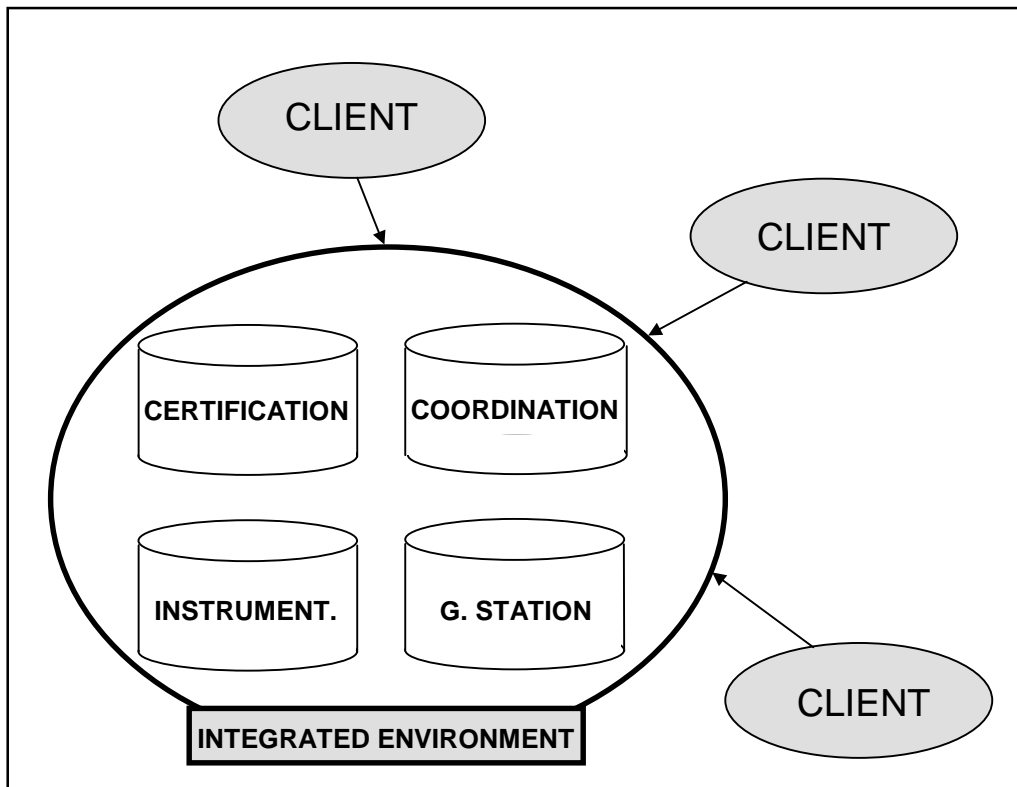 CLIENT
CLIENT
CERTIFICATION
COORDINATION
INSTRUMENT.
G. STATION
CLIENT
INTEGRATED ENVIRONMENT